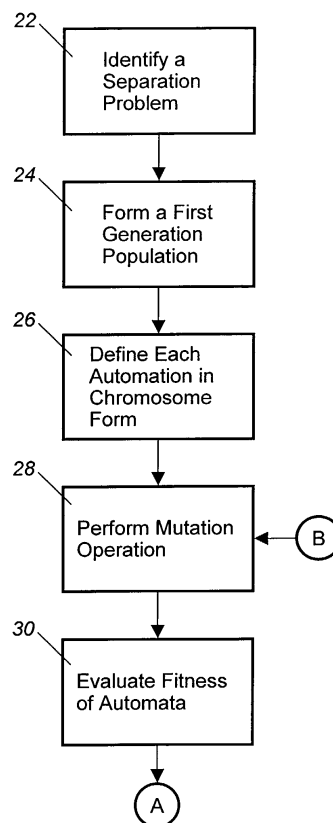 22
Identify a
Separation
Problem
24
Form a First
Generation
Population
26
Define Each
Automation in
Chromosome
Form
28
Perform Mutation
Operation
B
30
Evaluate Fitness
of Automata
A